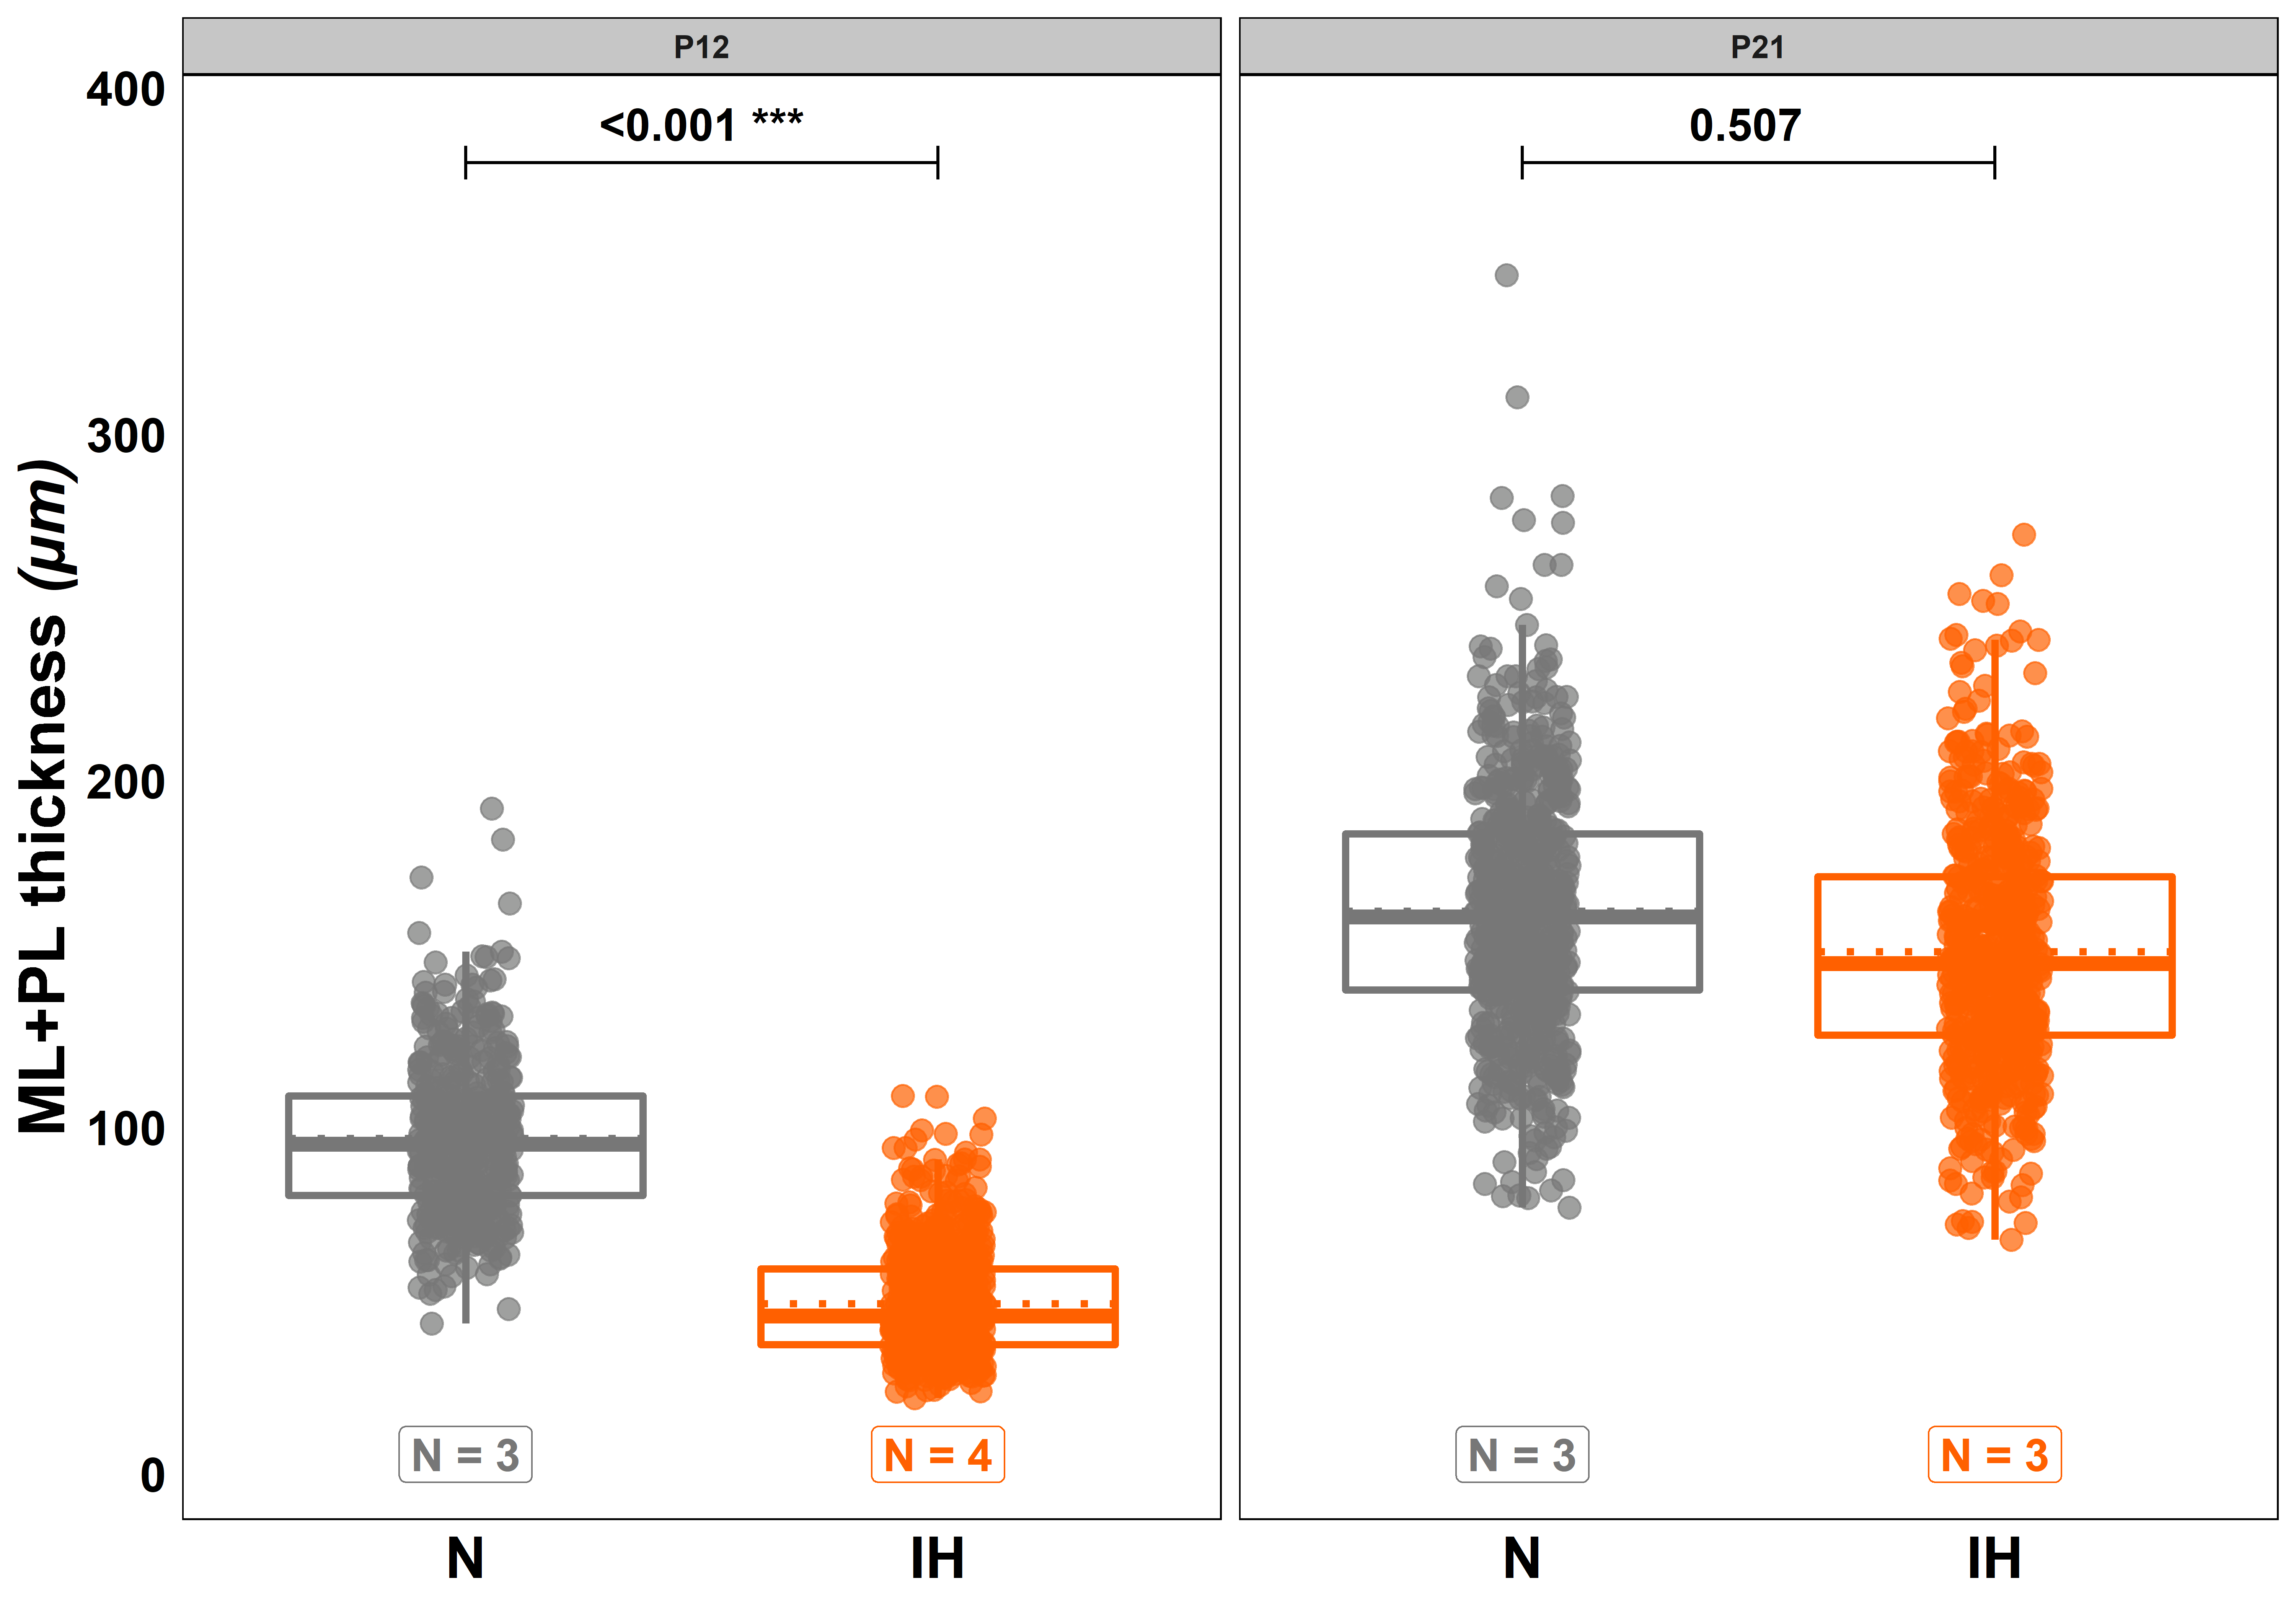 P12
P21
ML+PL thickness (µm)
400
300
200
100
0
<0.001 ***
0.507
N = 3
N = 4
N = 3
N = 3
N
IH
N
IH